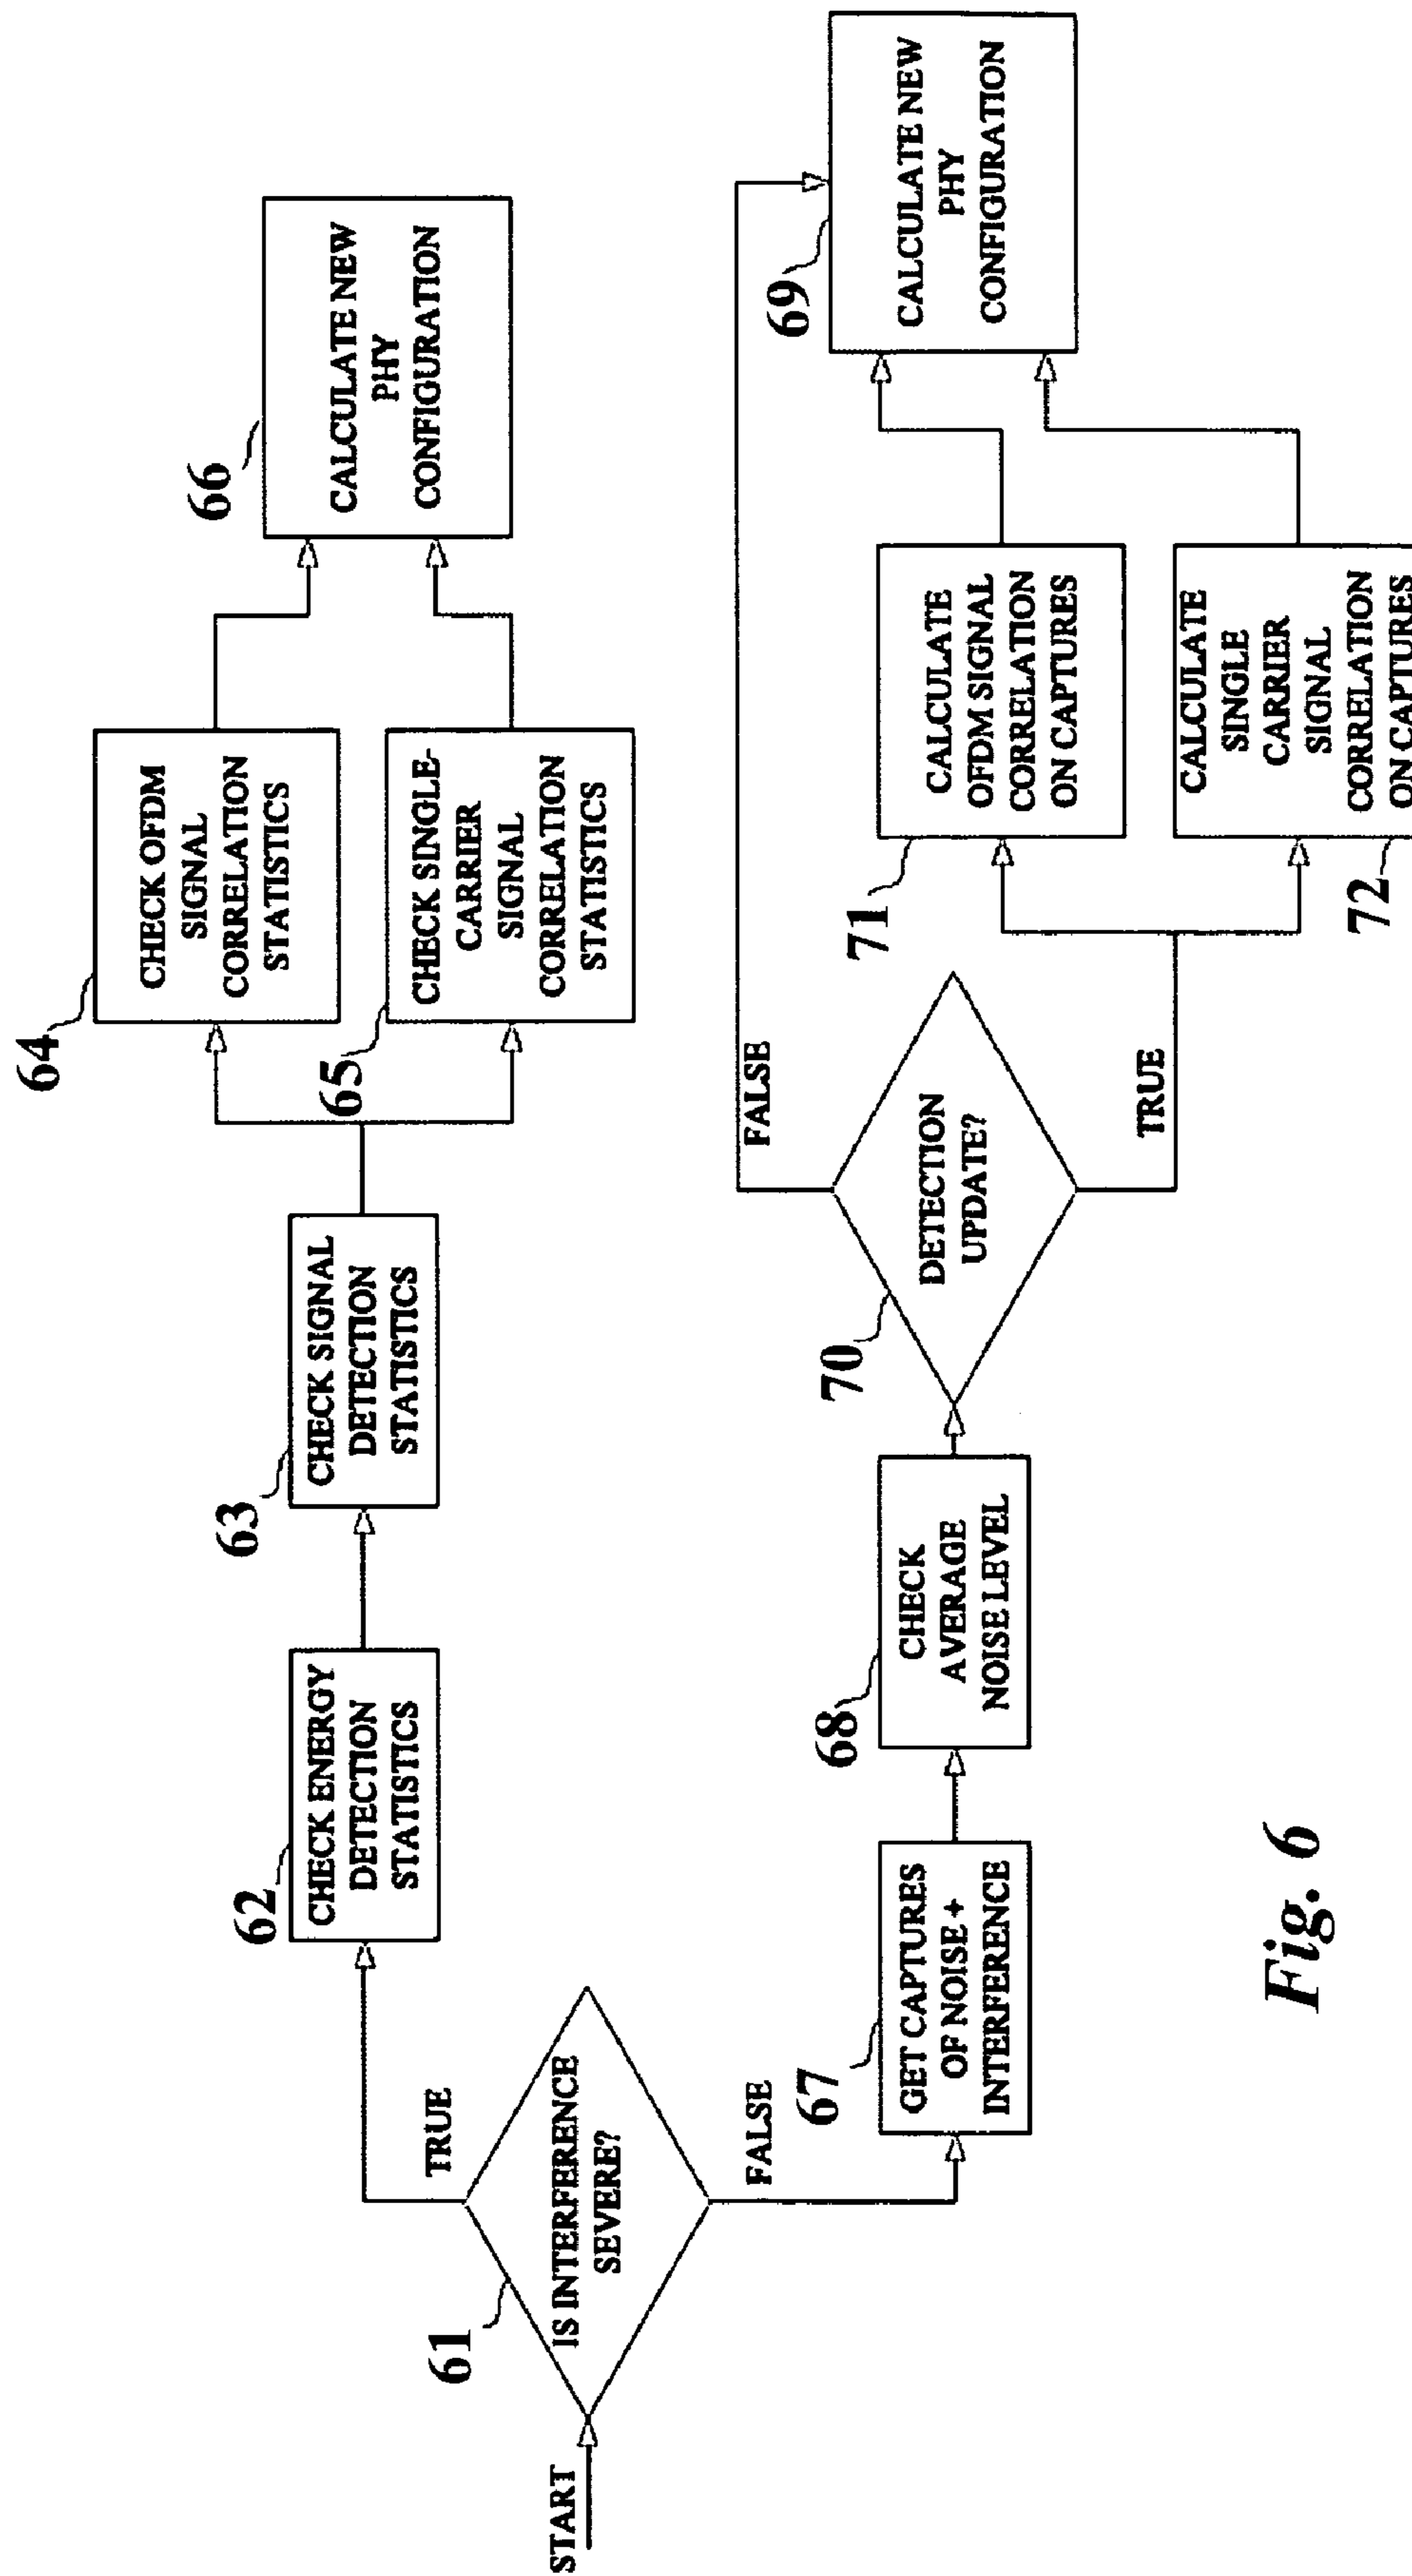 START
61
IS INTERFERENCE
SEVERE?
TRUE
FALSE
62
CHECK ENERGY
DETECTION
STATISTICS
63
CHECK SIGNAL
DETECTION
STATISTICS
64
CHECK OFDM
SIGNAL
CORRELATION
STATISTICS
65
CHECK SINGLE-
CARRIER
SIGNAL
CORRELATION
STATISTICS
66
CALCULATE NEW
PHY
CONFIGURATION
67
GET CAPTURES
OF NOISE +
INTERFERENCE
68
CHECK
AVERAGE
NOISE LEVEL
70
DETECTION
UPDATE?
FALSE
TRUE
71
CALCULATE
OFDM SIGNAL
CORRELATION
ON CAPTURES
72
CALCULATE
SINGLE
CARRIER
SIGNAL
CORRELATION
ON CAPTURES
69
CALCULATE NEW
PHY
CONFIGURATION
Fig. 6